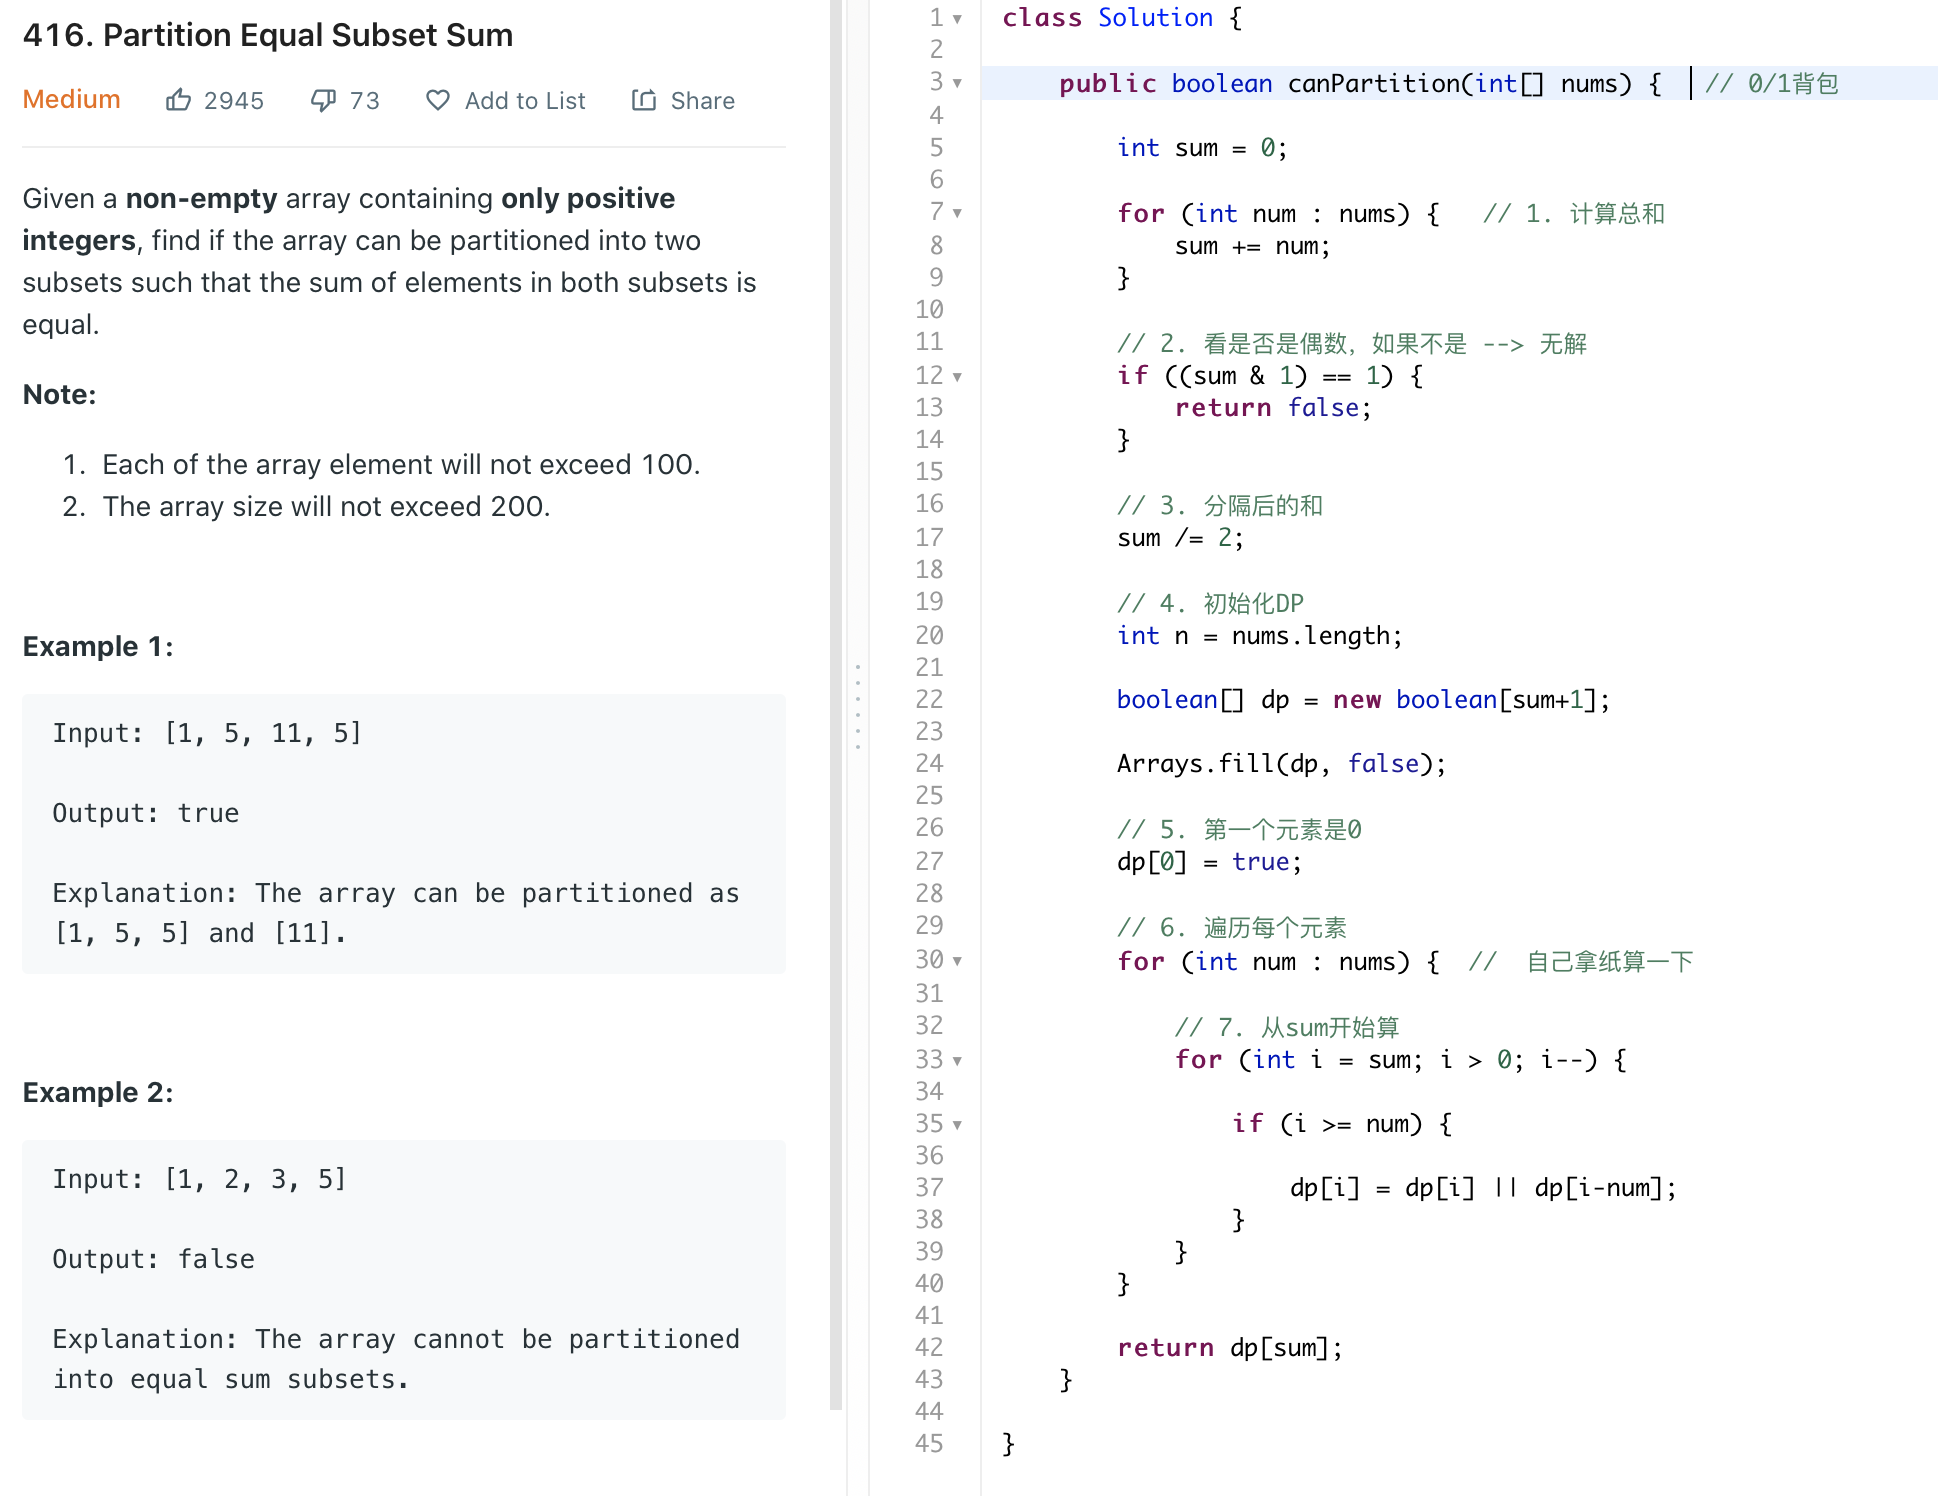 416. Partition Equal Subset Sum
Medium 2945 73 Add to List Share
Given a non-empty array containing only positive
integers, find if the array can be partitioned into two
subsets such that the sum of elements in both subsets is
equal.
Note:
1. Each of the array element will not exceed 100.
2. The array size will not exceed 200.
Example 1:
Input: [1, 5, 11, 5]
Output: true
Explanation: The array can be partitioned as
[1, 5, 5] and [11].
Example 2:
Input: [1, 2, 3, 5]
Output: false
Explanation: The array cannot be partitioned
into equal sum subsets.
1 class Solution {
2
3     public boolean canPartition(int[] nums) {  // 0/1背包
4
5         int sum = 0;
6
7         for (int num : nums) {   // 1. 计算总和
8             sum += num;
9         }
10
11         // 2. 看是否是偶数，如果不是 --> 无解
12         if ((sum & 1) == 1) {
13             return false;
14         }
15
16         // 3. 分隔后的和
17         sum /= 2;
18
19         // 4. 初始化DP
20         int n = nums.length;
21
22         boolean[] dp = new boolean[sum+1];
23
24         Arrays.fill(dp, false);
25
26         // 5. 第一个元素是0
27         dp[0] = true;
28
29         // 6. 遍历每个元素
30         for (int num : nums) {  //  自己拿纸算一下
31
32             // 7. 从sum开始算
33             for (int i = sum; i > 0; i--) {
34
35                 if (i >= num) {
36
37                     dp[i] = dp[i] || dp[i-num];
38                 }
39             }
40         }
41
42         return dp[sum];
43     }
44
45 }